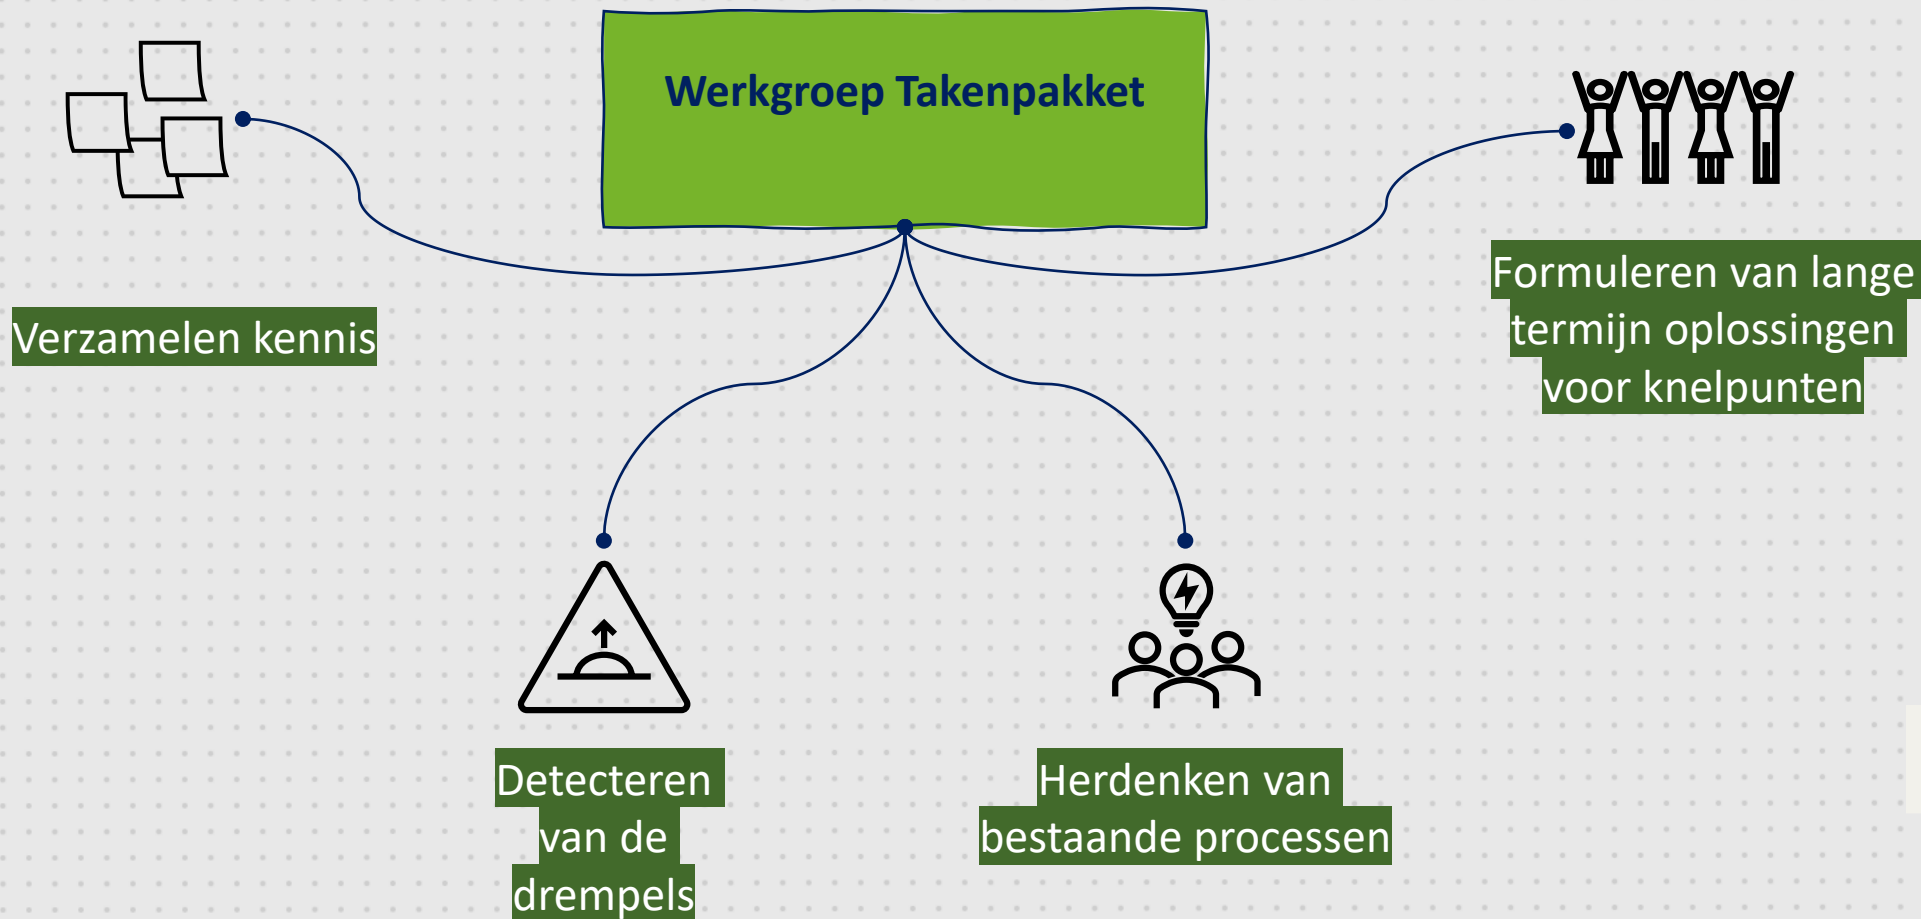 Werkgroep Takenpakket
Verzamelen kennis
Detecteren
van de
drempels
Herdenken van
bestaande processen
Formuleren van lange
termijn oplossingen
voor knelpunten